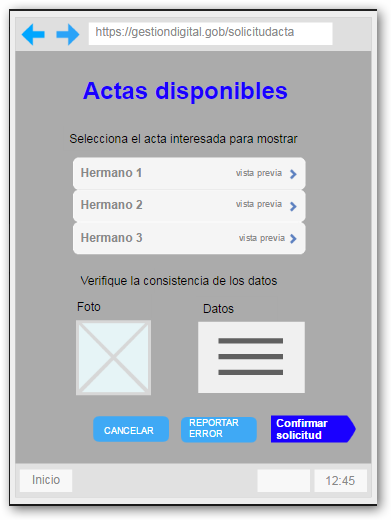 https://gestiondigital.gob/solicitudacta
Actas disponibles
Selecciona el acta interesada para mostrar
Hermano 1 vista previa
Hermano 2 vista previa
Hermano 3 vista previa
Verifique la consistencia de los datos
Foto Datos
CANCELAR
REPORTAR
ERROR
Confirmar
solicitud
Inicio 12:45